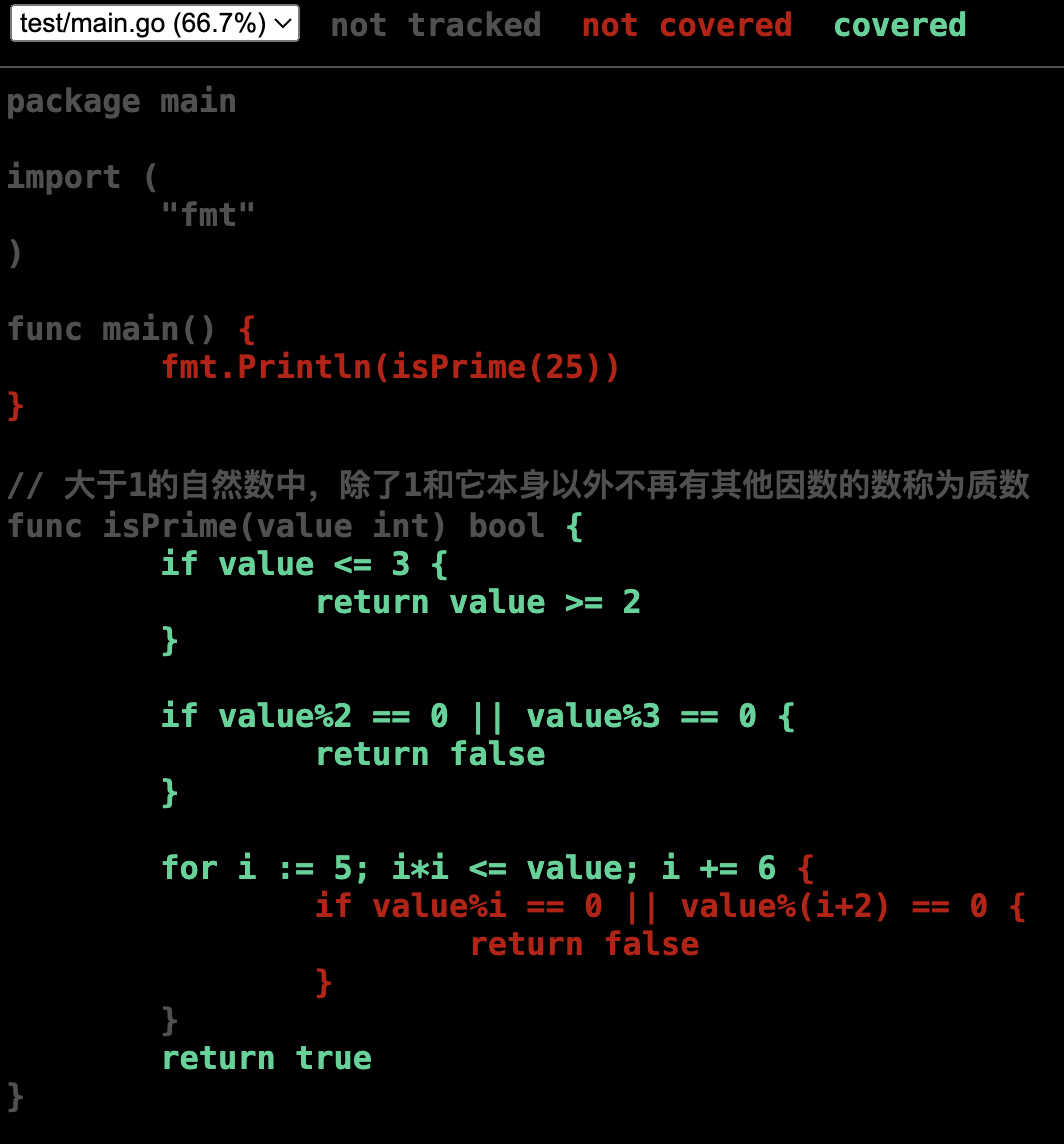 test/main.go (66.7%) not tracked not covered covered
package main
import (
"fmt"
)
func main() {
fmt.Println(isPrime(25))
}
// 大于1的自然数中，除了1和它本身以外不再有其他因数的数称为质数
func isPrime(value int) bool {
if value <= 3 {
return value >= 2
}
if value%2 == 0 || value%3 == 0 {
return false
}
for i := 5; i*i <= value; i += 6 {
if value%i == 0 || value%(i+2) == 0 {
return false
}
}
return true
}